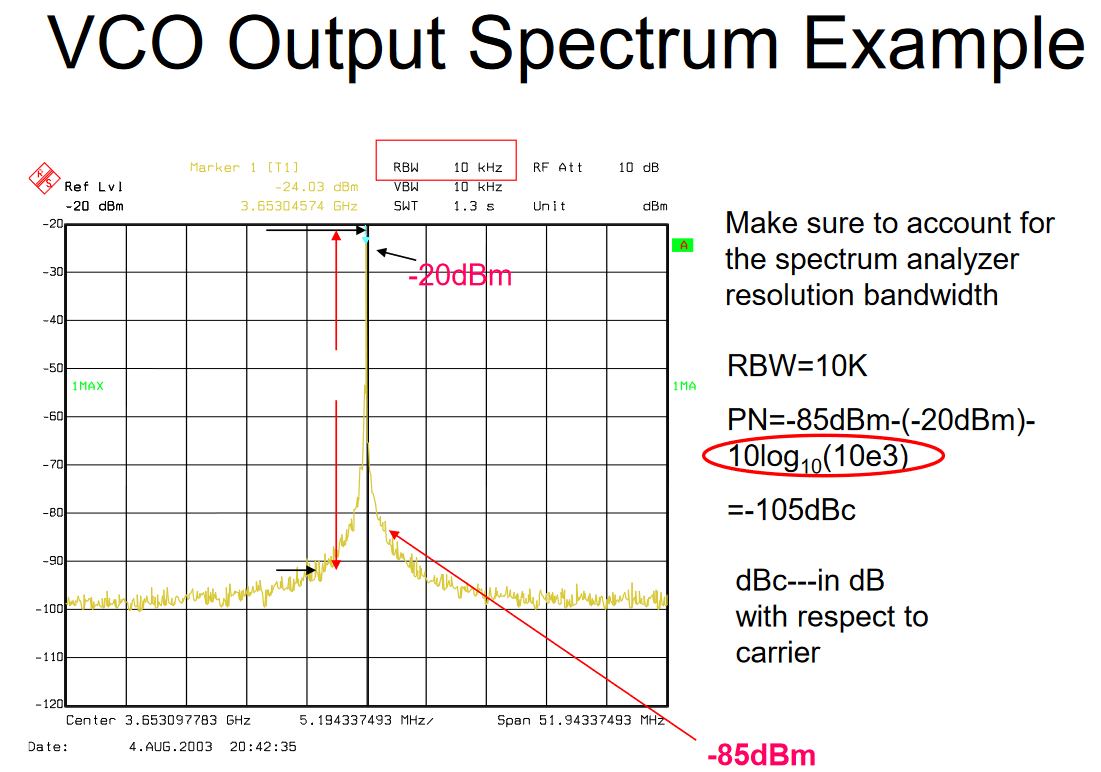 VCO Output Spectrum Example
Marker 1 [T1]
RBW 10 kHz
RF Att 10 dB
R
S
Ref Lvl
-24.03 dBm
VBW 10 kHz
-20 dBm
3.65304574 GHz
SWT 1.3 s
Unit dBm
-20
-30
-40
-50
-60
-70
-80
-90
-100
-110
-120
A
-20dBm
1MAX
1MA
Center 3.653097783 GHz
5.194337493 MHz/
Span 51.94337493 MHz
Date: 4.AUG.2003 20:42:35
-85dBm
Make sure to account for
the spectrum analyzer
resolution bandwidth
RBW=10K
PN=-85dBm-(-20dBm)-
10log10(10e3)
=-105dBc
dBc---in dB
with respect to
carrier